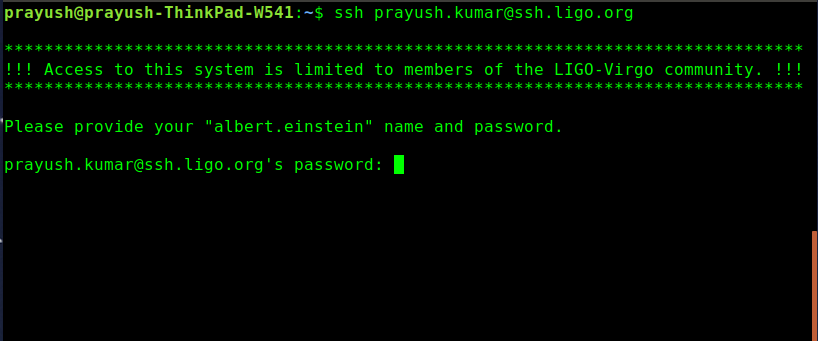 prayush@prayush-ThinkPad-W541:~$ ssh prayush.kumar@ssh.ligo.org
********************************************************************************
!!! Access to this system is limited to members of the LIGO-Virgo community. !!!
********************************************************************************
Please provide your "albert.einstein" name and password.
prayush.kumar@ssh.ligo.org's password: